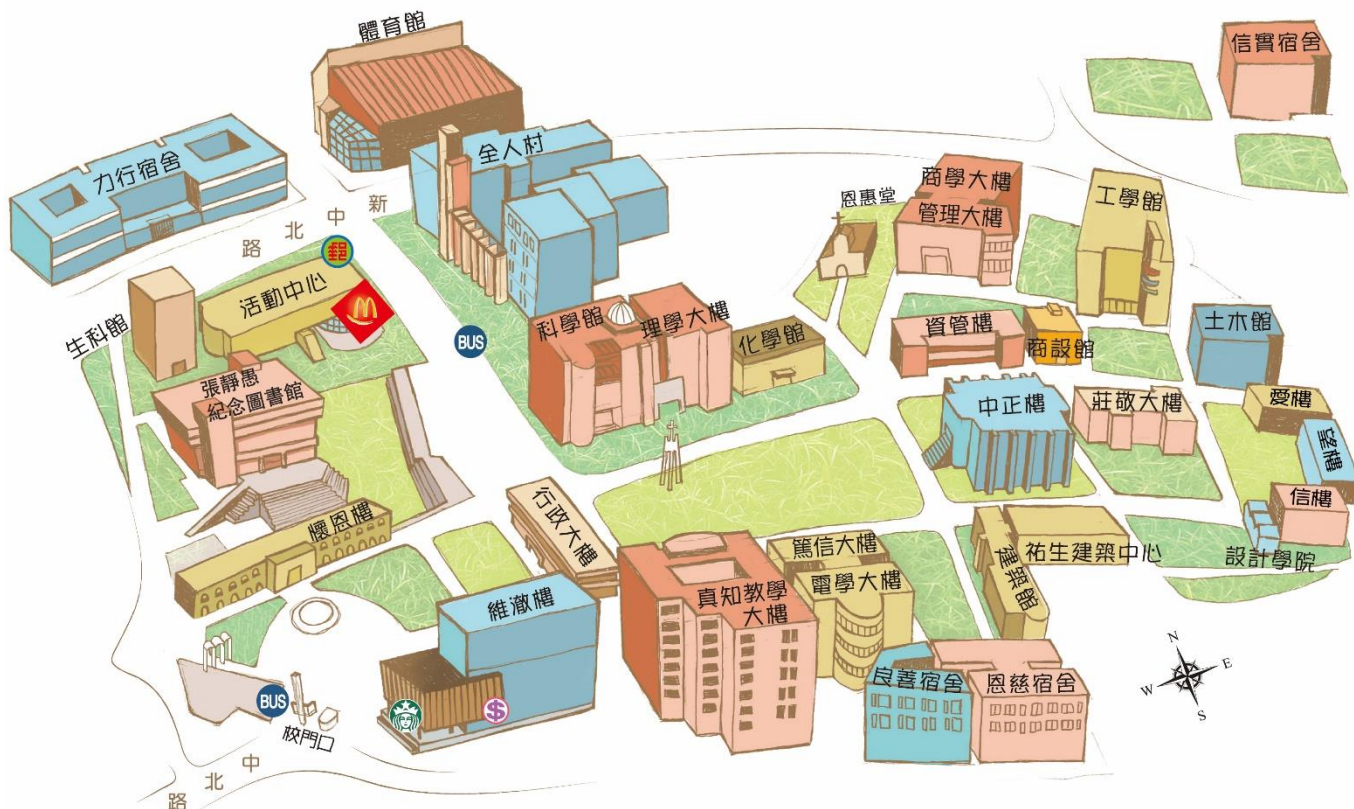 體育館
信實宿舍
全人村
力行宿舍
商學大樓
恩惠堂
管理大樓
工學館
新中北路
郵
活動中心
M
生科館
BUS
科學館
理學大樓
化學館
資管樓
商設館
土木館
張靜愚
紀念圖書館
中正樓
莊敬大樓
愛樓
望樓
信樓
行政大樓
懷恩樓
篤信大樓
祐生建築中心
設計學院
建築館
電學大樓
真知教學
大樓
維澈樓
良善宿舍
恩慈宿舍
BUS
$
校門口
中北路
N
W
E
S